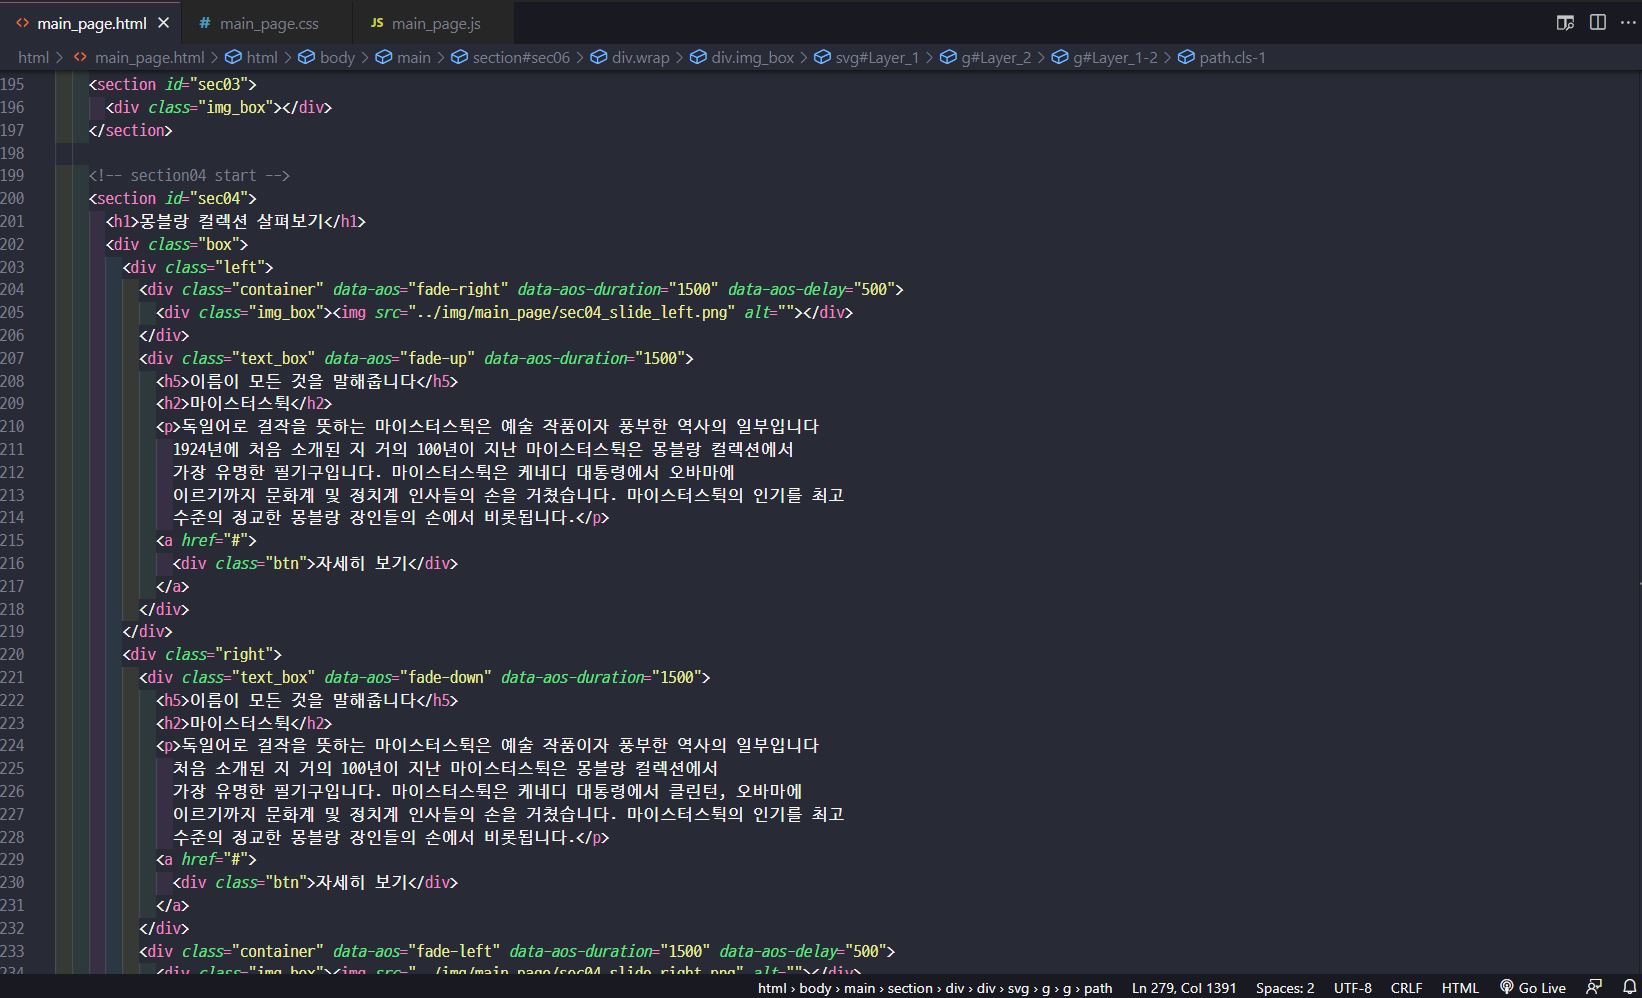 main_page.html
main_page.css
JS main_page.js
html > main_page.html > html > body > main > section#sec06 > div.wrap > div.img_box > svg#Layer_1 > g#Layer_2 > g#Layer_1-2 > path.cls-1
195 <section id="sec03">
196 <div class="img_box"></div>
197 </section>
198
199 <!-- section04 start -->
200 <section id="sec04">
201 <h1>몽블랑 컬렉션 살펴보기</h1>
202 <div class="box">
203 <div class="left">
204 <div class="container" data-aos="fade-right" data-aos-duration="1500" data-aos-delay="500">
205 <div class="img_box"><img src="../img/main_page/sec04_slide_left.png" alt=""></div>
206 </div>
207 <div class="text_box" data-aos="fade-up" data-aos-duration="1500">
208 <h5>이름이 모든 것을 말해줍니다</h5>
209 <h2>마이스터스튁</h2>
210 <p>독일어로 걸작을 뜻하는 마이스터스튁은 예술 작품이자 풍부한 역사의 일부입니다
211 1924년에 처음 소개된 지 거의 100년이 지난 마이스터스튁은 몽블랑 컬렉션에서
212 가장 유명한 필기구입니다. 마이스터스튁은 케네디 대통령에서 오바마에
213 이르기까지 문화계 및 정치계 인사들의 손을 거쳤습니다. 마이스터스튁의 인기를 최고
214 수준의 정교한 몽블랑 장인들의 손에서 비롯됩니다.</p>
215 <a href="#">
216 <div class="btn">자세히 보기</div>
217 </a>
218 </div>
219 </div>
220 <div class="right">
221 <div class="text_box" data-aos="fade-down" data-aos-duration="1500">
222 <h5>이름이 모든 것을 말해줍니다</h5>
223 <h2>마이스터스튁</h2>
224 <p>독일어로 걸작을 뜻하는 마이스터스튁은 예술 작품이자 풍부한 역사의 일부입니다
225 처음 소개된 지 거의 100년이 지난 마이스터스튁은 몽블랑 컬렉션에서
226 가장 유명한 필기구입니다. 마이스터스튁은 케네디 대통령에서 클린턴, 오바마에
227 이르기까지 문화계 및 정치계 인사들의 손을 거쳤습니다. 마이스터스튁의 인기를 최고
228 수준의 정교한 몽블랑 장인들의 손에서 비롯됩니다.</p>
229 <a href="#">
230 <div class="btn">자세히 보기</div>
231 </a>
232 </div>
233 <div class="container" data-aos="fade-left" data-aos-duration="1500" data-aos-delay="500">
234 <div class="img_box"><img src="../img/main_page/sec04_slide_right.png" alt=""></div>
html › body › main › section › div › div › svg › g › g › path Ln 279, Col 1391 Spaces: 2 UTF-8 CRLF HTML Go Live